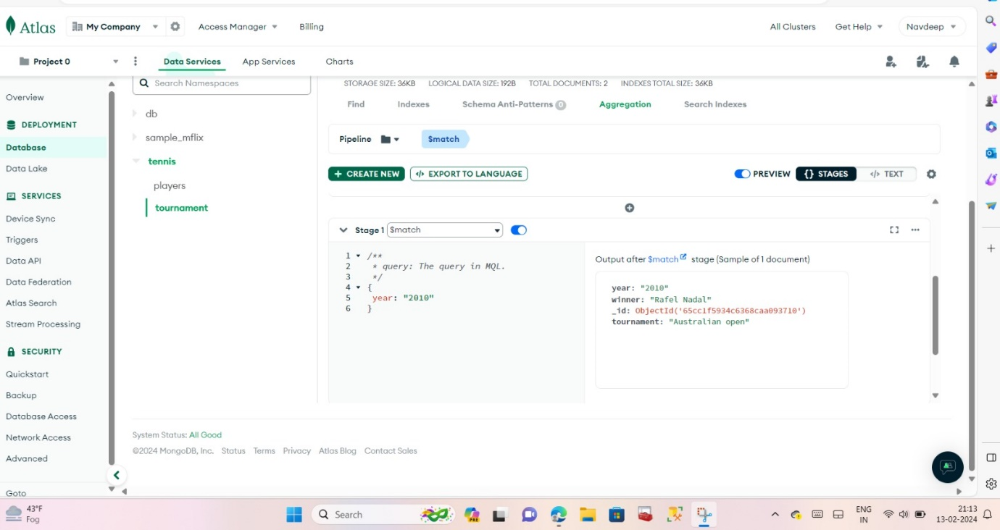 Atlas
My Company
Access Manager
Billing
All Clusters
Get Help
Navdeep
Project 0
Data Services
App Services
Charts
Overview
DEPLOYMENT
Database
Data Lake
SERVICES
Device Sync
Triggers
Data API
Data Federation
Atlas Search
Stream Processing
SECURITY
Quickstart
Backup
Database Access
Network Access
Advanced
Goto
Search Namespaces
db
sample_mflix
tennis
players
tournament
STORAGE SIZE: 36KB LOGICAL DATA SIZE: 192B TOTAL DOCUMENTS: 2 INDEXES TOTAL SIZE: 36KB
Find Indexes Schema Anti-Patterns 0 Aggregation Search Indexes
Pipeline $match
+ CREATE NEW </> EXPORT TO LANGUAGE PREVIEW {} STAGES </> TEXT
Stage 1 $match
1 /**
2 * query: The query in MQL.
3 */
4 {
5 year: "2010"
6 }
Output after $match stage (Sample of 1 document)
year: "2010"
winner: "Rafel Nadal"
_id: ObjectId('65cc1f5934c6368caa093710')
tournament: "Australian open"
System Status: All Good
©2024 MongoDB, Inc. Status Terms Privacy Atlas Blog Contact Sales
43°F
Fog
Search
PRE
ENG
IN
21:13
13-02-2024